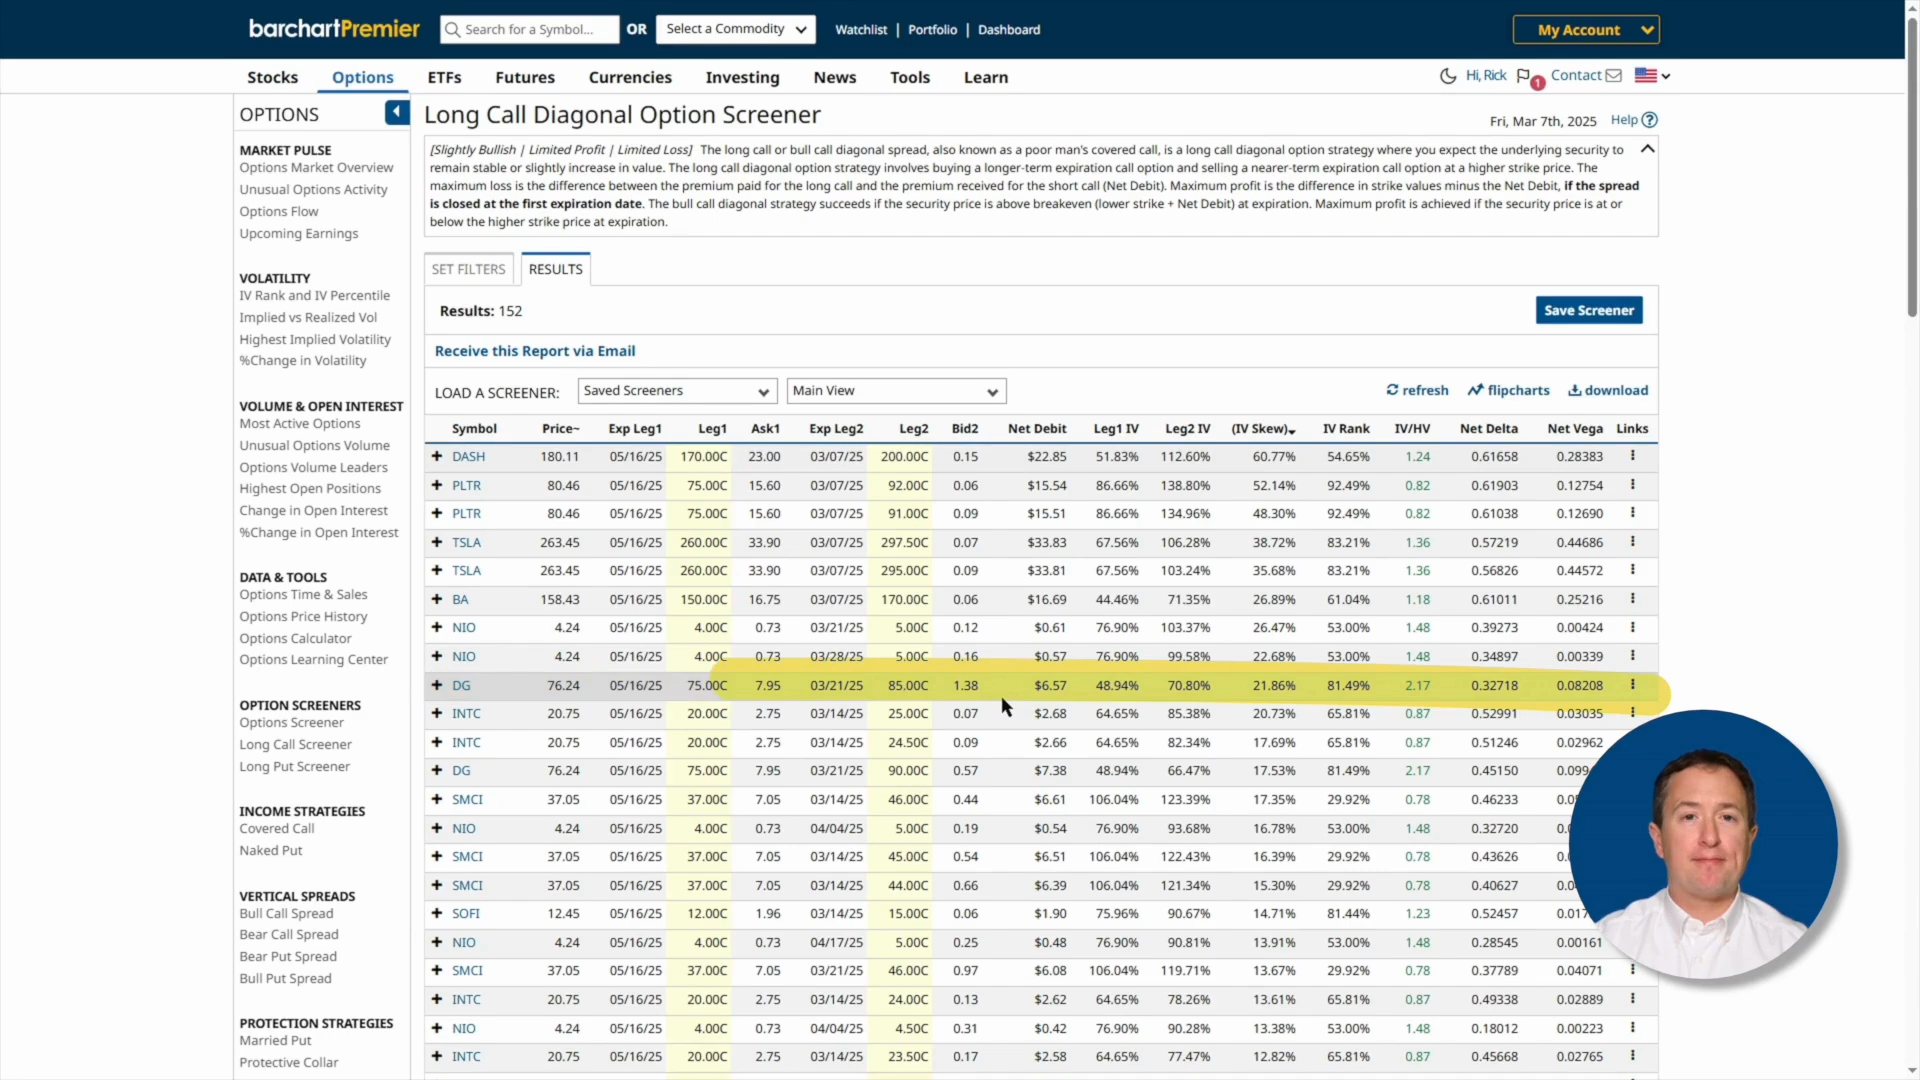 barchartPremier
Search for a Symbol...
OR
Select a Commodity
Watchlist | Portfolio | Dashboard
My Account
Stocks Options ETFs Futures Currencies Investing News Tools Learn
Hi, Rick 1 Contact
OPTIONS
MARKET PULSE
Options Market Overview
Unusual Options Activity
Options Flow
Upcoming Earnings
VOLATILITY
IV Rank and IV Percentile
Implied vs Realized Vol
Highest Implied Volatility
%Change in Volatility
VOLUME & OPEN INTEREST
Most Active Options
Unusual Options Volume
Options Volume Leaders
Highest Open Positions
Change in Open Interest
%Change in Open Interest
DATA & TOOLS
Options Time & Sales
Options Price History
Options Calculator
Options Learning Center
OPTION SCREENERS
Options Screener
Long Call Screener
Long Put Screener
INCOME STRATEGIES
Covered Call
Naked Put
VERTICAL SPREADS
Bull Call Spread
Bear Call Spread
Bear Put Spread
Bull Put Spread
PROTECTION STRATEGIES
Married Put
Protective Collar
Long Call Diagonal Option Screener
Fri, Mar 7th, 2025 Help ?
[Slightly Bullish | Limited Profit | Limited Loss] The long call or bull call diagonal spread, also known as a poor man's covered call, is a long call diagonal option strategy where you expect the underlying security to
remain stable or slightly increase in value. The long call diagonal option strategy involves buying a longer-term expiration call option and selling a nearer-term expiration call option at a higher strike price. The
maximum loss is the difference between the premium paid for the long call and the premium received for the short call (Net Debit). Maximum profit is the difference in strike values minus the Net Debit, if the spread
is closed at the first expiration date. The bull call diagonal strategy succeeds if the security price is above breakeven (lower strike + Net Debit) at expiration. Maximum profit is achieved if the security price is at or
below the higher strike price at expiration.
SET FILTERS RESULTS
Results: 152
Save Screener
Receive this Report via Email
LOAD A SCREENER: Saved Screeners Main View refresh flipcharts download
Symbol Price~ Exp Leg1 Leg1 Ask1 Exp Leg2 Leg2 Bid2 Net Debit Leg1 IV Leg2 IV (IV Skew) IV Rank IV/HV Net Delta Net Vega Links
+ DASH 180.11 05/16/25 170.00C 23.00 03/07/25 200.00C 0.15 $22.85 51.83% 112.60% 60.77% 54.65% 1.24 0.61658 0.28383
+ PLTR 80.46 05/16/25 75.00C 15.60 03/07/25 92.00C 0.06 $15.54 86.66% 138.80% 52.14% 92.49% 0.82 0.61903 0.12754
+ PLTR 80.46 05/16/25 75.00C 15.60 03/07/25 91.00C 0.09 $15.51 86.66% 134.96% 48.30% 92.49% 0.82 0.61038 0.12690
+ TSLA 263.45 05/16/25 260.00C 33.90 03/07/25 297.50C 0.07 $33.83 67.56% 106.28% 38.72% 83.21% 1.36 0.57219 0.44686
+ TSLA 263.45 05/16/25 260.00C 33.90 03/07/25 295.00C 0.09 $33.81 67.56% 103.24% 35.68% 83.21% 1.36 0.56826 0.44572
+ BA 158.43 05/16/25 150.00C 16.75 03/07/25 170.00C 0.06 $16.69 44.46% 71.35% 26.89% 61.04% 1.18 0.61011 0.25216
+ NIO 4.24 05/16/25 4.00C 0.73 03/21/25 5.00C 0.12 $0.61 76.90% 103.37% 26.47% 53.00% 1.48 0.39273 0.00424
+ NIO 4.24 05/16/25 4.00C 0.73 03/28/25 5.00C 0.16 $0.57 76.90% 99.58% 22.68% 53.00% 1.48 0.34897 0.00339
+ DG 76.24 05/16/25 75.00C 7.95 03/21/25 85.00C 1.38 $6.57 48.94% 70.80% 21.86% 81.49% 2.17 0.32718 0.08208
+ INTC 20.75 05/16/25 20.00C 2.75 03/14/25 25.00C 0.07 $2.68 64.65% 85.38% 20.73% 65.81% 0.87 0.52991 0.03035
+ INTC 20.75 05/16/25 20.00C 2.75 03/14/25 24.50C 0.09 $2.66 64.65% 82.34% 17.69% 65.81% 0.87 0.51246 0.02962
+ DG 76.24 05/16/25 75.00C 7.95 03/21/25 90.00C 0.57 $7.38 48.94% 66.47% 17.53% 81.49% 2.17 0.45150
+ SMCI 37.05 05/16/25 37.00C 7.05 03/14/25 46.00C 0.44 $6.61 106.04% 123.39% 17.35% 29.92% 0.78 0.46233
+ NIO 4.24 05/16/25 4.00C 0.73 04/04/25 5.00C 0.19 $0.54 76.90% 93.68% 16.78% 53.00% 1.48 0.32720
+ SMCI 37.05 05/16/25 37.00C 7.05 03/14/25 45.00C 0.54 $6.51 106.04% 122.43% 16.39% 29.92% 0.78 0.43626
+ SMCI 37.05 05/16/25 37.00C 7.05 03/14/25 44.00C 0.66 $6.39 106.04% 121.34% 15.30% 29.92% 0.78 0.40627
+ SOFI 12.45 05/16/25 12.00C 1.96 03/14/25 15.00C 0.06 $1.90 75.96% 90.67% 14.71% 81.44% 1.23 0.52457
+ NIO 4.24 05/16/25 4.00C 0.73 04/17/25 5.00C 0.25 $0.48 76.90% 90.81% 13.91% 53.00% 1.48 0.28545 0.00161
+ SMCI 37.05 05/16/25 37.00C 7.05 03/21/25 46.00C 0.97 $6.08 106.04% 119.71% 13.67% 29.92% 0.78 0.37789 0.04071
+ INTC 20.75 05/16/25 20.00C 2.75 03/14/25 24.00C 0.13 $2.62 64.65% 78.26% 13.61% 65.81% 0.87 0.49338 0.02889
+ NIO 4.24 05/16/25 4.00C 0.73 04/04/25 4.50C 0.31 $0.42 76.90% 90.28% 13.38% 53.00% 1.48 0.18012 0.00223
+ INTC 20.75 05/16/25 20.00C 2.75 03/14/25 23.50C 0.17 $2.58 64.65% 77.47% 12.82% 65.81% 0.87 0.45668 0.02765